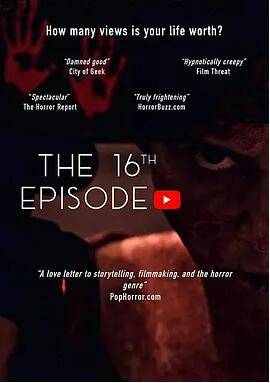 How many views is your life worth?
"Damned good"
City of Geek
"Hypnotically creepy"
Film Threat
"Spectacular"
The Horror Report
"Truly frightening"
HorrorBuzz.com
THE 16TH
EPISODE
"A love letter to storytelling, filmmaking, and the horror
genre"
PopHorror.com